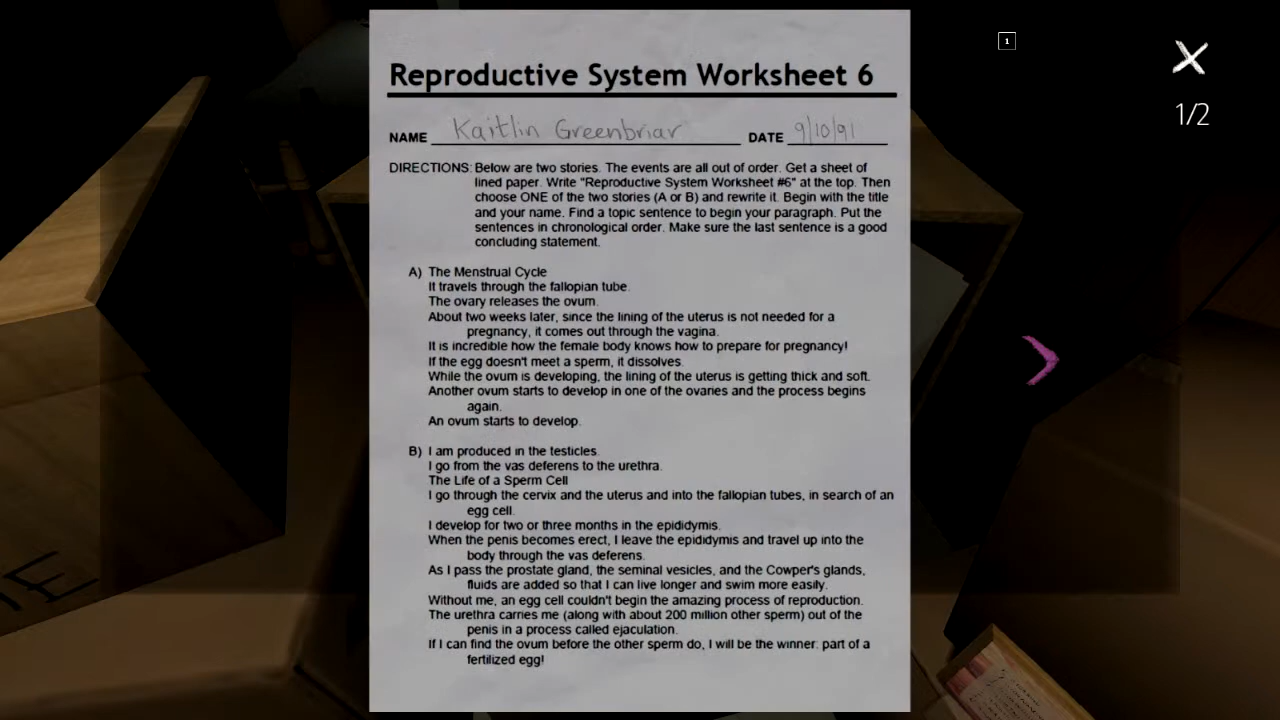 1
1/2
Reproductive System Worksheet 6
NAME Kaitlin Greenbriar DATE 9/10/91
DIRECTIONS: Below are two stories. The events are all out of order. Get a sheet of
lined paper. Write "Reproductive System Worksheet #6" at the top. Then
choose ONE of the two stories (A or B) and rewrite it. Begin with the title
and your name. Find a topic sentence to begin your paragraph. Put the
sentences in chronological order. Make sure the last sentence is a good
concluding statement.
A) The Menstrual Cycle
It travels through the fallopian tube.
The ovary releases the ovum.
About two weeks later, since the lining of the uterus is not needed for a
pregnancy, it comes out through the vagina.
It is incredible how the female body knows how to prepare for pregnancy!
If the egg doesn't meet a sperm, it dissolves.
While the ovum is developing, the lining of the uterus is getting thick and soft.
Another ovum starts to develop in one of the ovaries and the process begins
again.
An ovum starts to develop.
B) I am produced in the testicles.
I go from the vas deferens to the urethra.
The Life of a Sperm Cell
I go through the cervix and the uterus and into the fallopian tubes, in search of an
egg cell.
I develop for two or three months in the epididymis.
When the penis becomes erect, I leave the epididymis and travel up into the
body through the vas deferens.
As I pass the prostate gland, the seminal vesicles, and the Cowper's glands,
fluids are added so that I can live longer and swim more easily.
Without me, an egg cell couldn't begin the amazing process of reproduction.
The urethra carries me (along with about 200 million other sperm) out of the
penis in a process called ejaculation.
If I can find the ovum before the other sperm do, I will be the winner: part of a
fertilized egg!